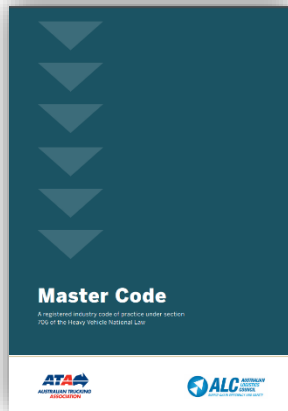 Master Code
A registered industry code of practice under section
706 of the Heavy Vehicle National Law
ATA
AUSTRALIAN TRUCKING
ASSOCIATION
ALC AUSTRALIAN
LOGISTICS
COUNCIL